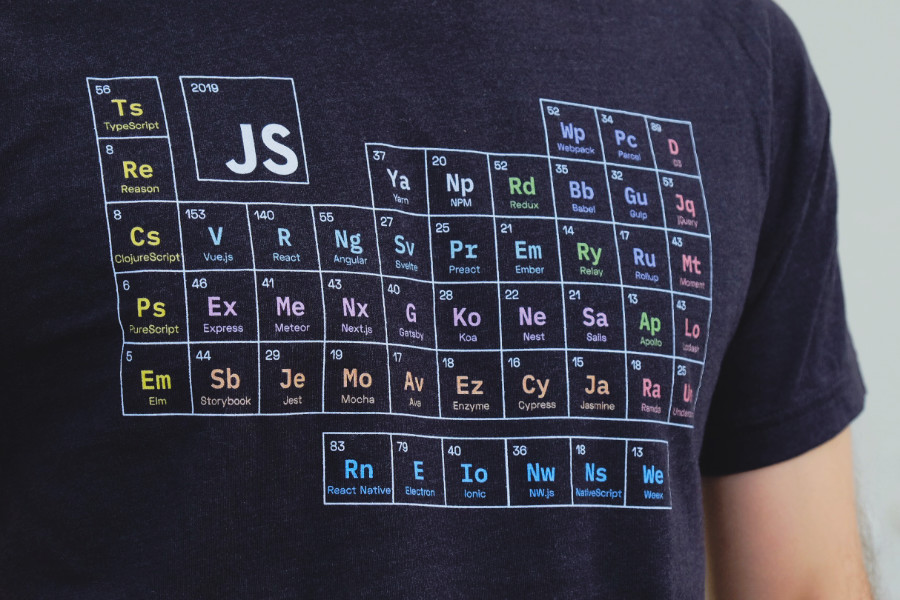 56
Ts
TypeScript
2019
JS
52
Wp
Webpack
34
Pc
Parcel
89
D
8
Re
Reason
37
Ya
Yarn
20
Np
NPM
52
Rd
Redux
35
Bb
Babel
32
Gu
Gulp
53
Jq
jQuery
8
Cs
ClojureScript
153
V
Vue.js
140
R
React
55
Ng
Angular
27
Sv
Svelte
25
Pr
Preact
21
Em
Ember
14
Ry
Relay
17
Ru
Rollup
43
Mt
Moment
6
Ps
PureScript
46
Ex
Express
41
Me
Meteor
43
Nx
Next.js
40
G
Gatsby
28
Ko
Koa
22
Ne
Nest
21
Sa
Sails
13
Ap
Apollo
43
Lo
Lodash
5
Em
Elm
44
Sb
Storybook
29
Je
Jest
19
Mo
Mocha
17
Av
Ava
18
Ez
Enzyme
16
Cy
Cypress
15
Ja
Jasmine
18
Ra
Ramda
25
83
Rn
React Native
79
E
Electron
40
Io
Ionic
36
Nw
NW.js
18
Ns
NativeScript
13
We
Weex